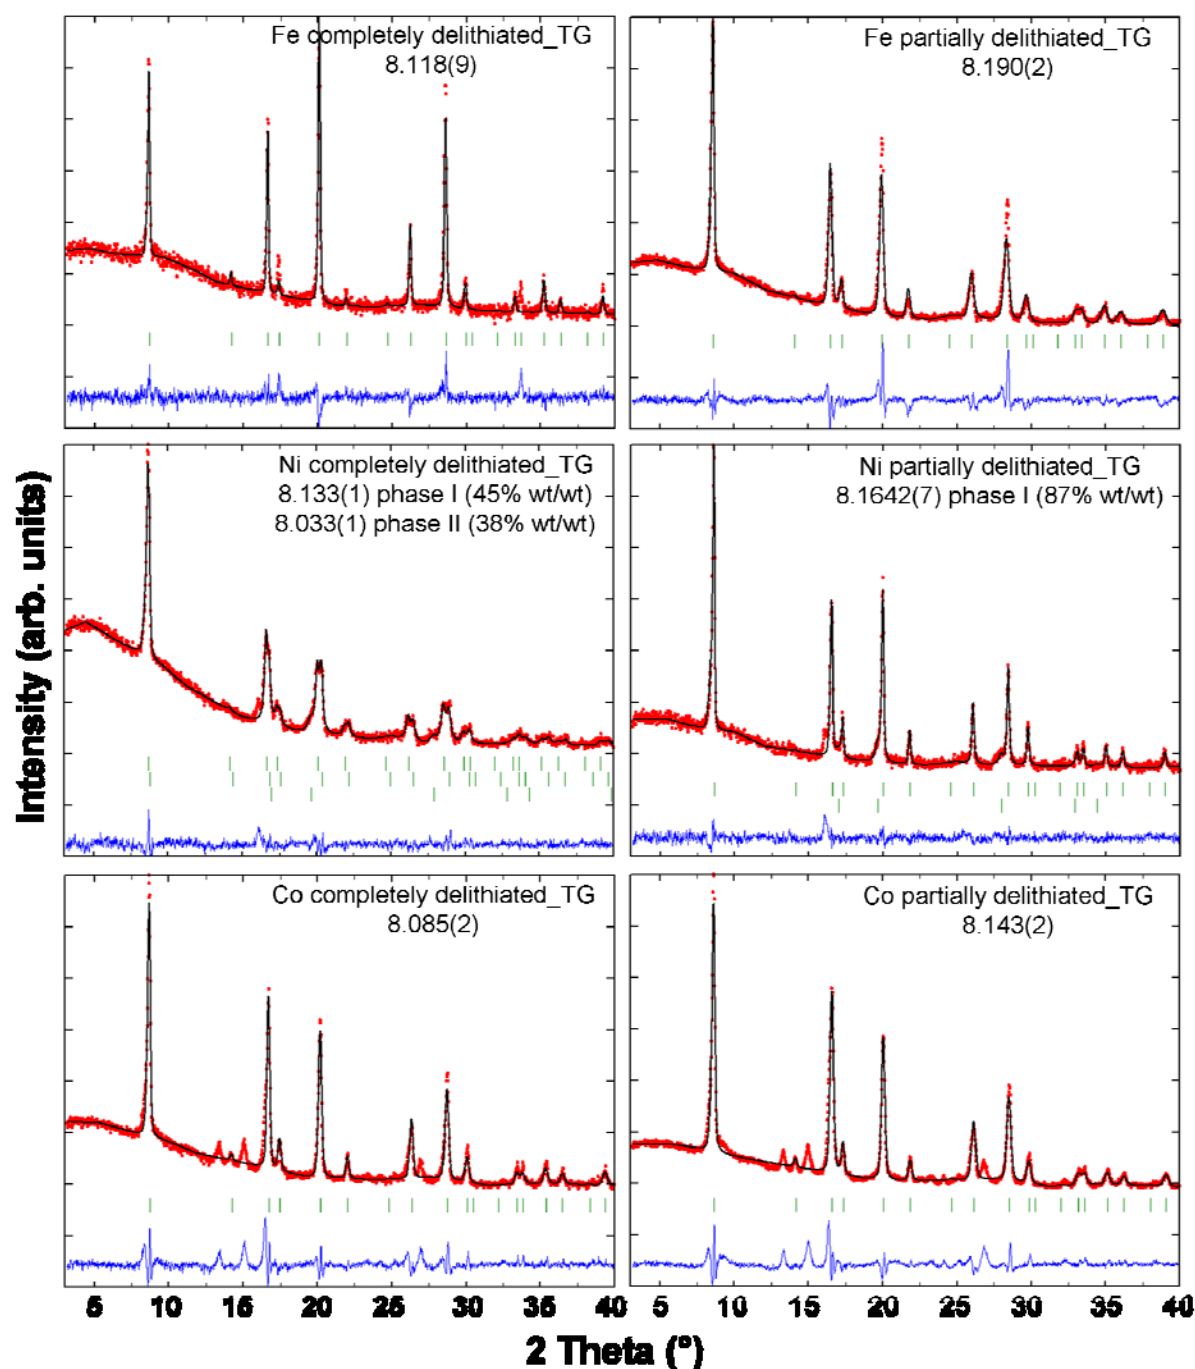 Fe completely delithiated_TG
8.118(9)
Fe partially delithiated_TG
8.190(2)
Ni completely delithiated_TG
8.133(1) phase I (45% wt/wt)
8.033(1) phase II (38% wt/wt)
Ni partially delithiated_TG
8.1642(7) phase I (87% wt/wt)
Co completely delithiated_TG
8.085(2)
Co partially delithiated_TG
8.143(2)
Intensity (arb. units)
5 10 15 20 25 30 35 40
5 10 15 20 25 30 35 40
2 Theta (°)